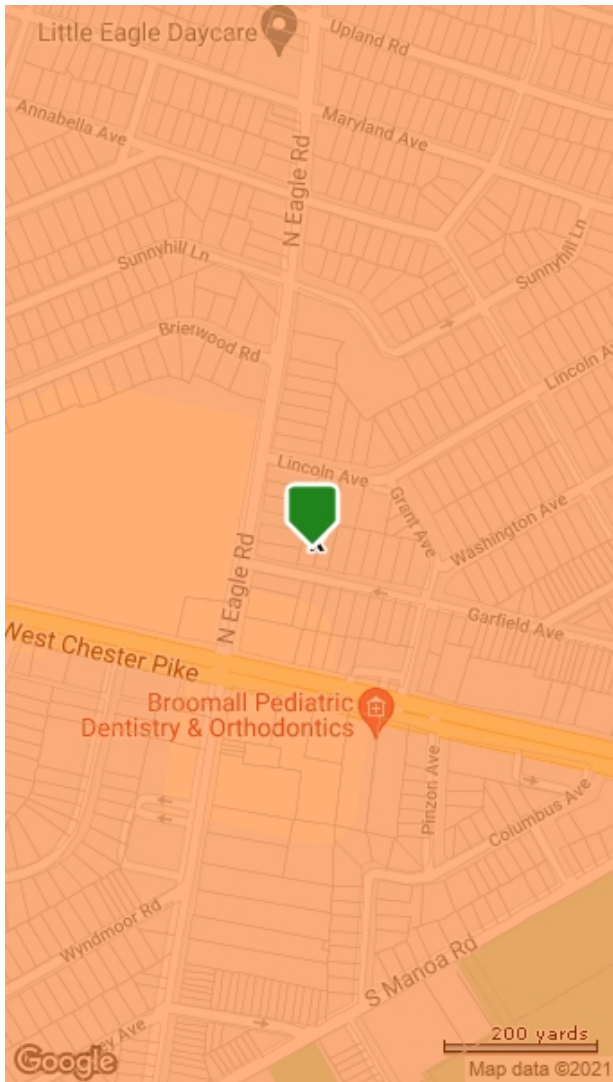 Little Eagle Daycare
Upland Rd
Annabella Ave
Maryland Ave
N Eagle Rd
Sunnyhill Ln
Sunnyhill Ln
Brierwood Rd
Lincoln Av
Lincoln Ave
Grant Ave
Washington Ave
N Eagle Rd
Garfield Ave
West Chester Pike
Broomall Pediatric
Dentistry & Orthodontics
Pinzon Ave
Columbus Ave
Wyndmoor Rd
S Manoa Rd
ey Ave
200 yards
Google
Map data ©2021